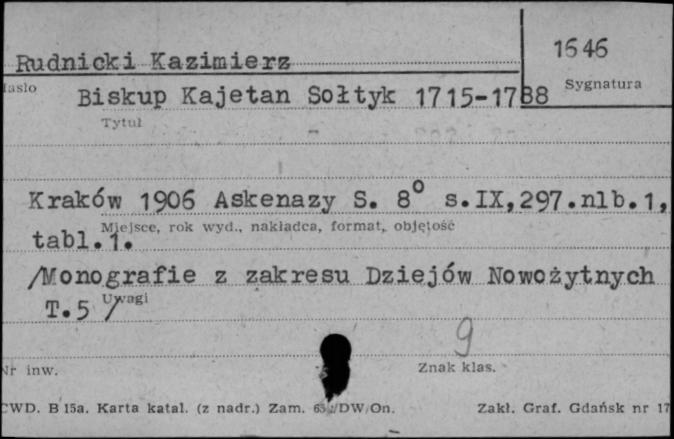 Rudnicki Kazimierz
1646
Sygnatura
Biskup Kajetan Sołtyk 1715-1788
Tytuł
Kraków 1906 Askenazy S. 8° s.IX,297.nlb.1,
Miejsce, rok wyd., nakładca, format, objętość
tabl.1.
/Monografie z zakresu Dziejów Nowożytnych
T.5 /
Uwagi
9
Nr inw.
Znak klas.
CWD. B 15a. Karta katal. (z nadr.) Zam. DW/On.
Zakł. Graf. Gdańsk nr 17